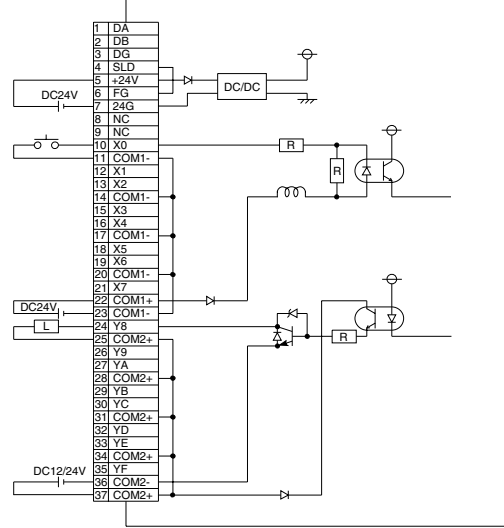 1 DA
2 DB
3 DG
4 SLD
5 +24V
6 FG
7 24G
8 NC
9 NC
10 X0
11 COM1-
12 X1
13 X2
14 COM1-
15 X3
16 X4
17 COM1-
18 X5
19 X6
20 COM1-
21 X7
22 COM1+
23 COM1-
24 Y8
25 COM2+
26 Y9
27 YA
28 COM2+
29 YB
30 YC
31 COM2+
32 YD
33 YE
34 COM2+
35 YF
36 COM2-
37 COM2+
DC24V
DC/DC
R
R
DC24V
L
R
DC12/24V